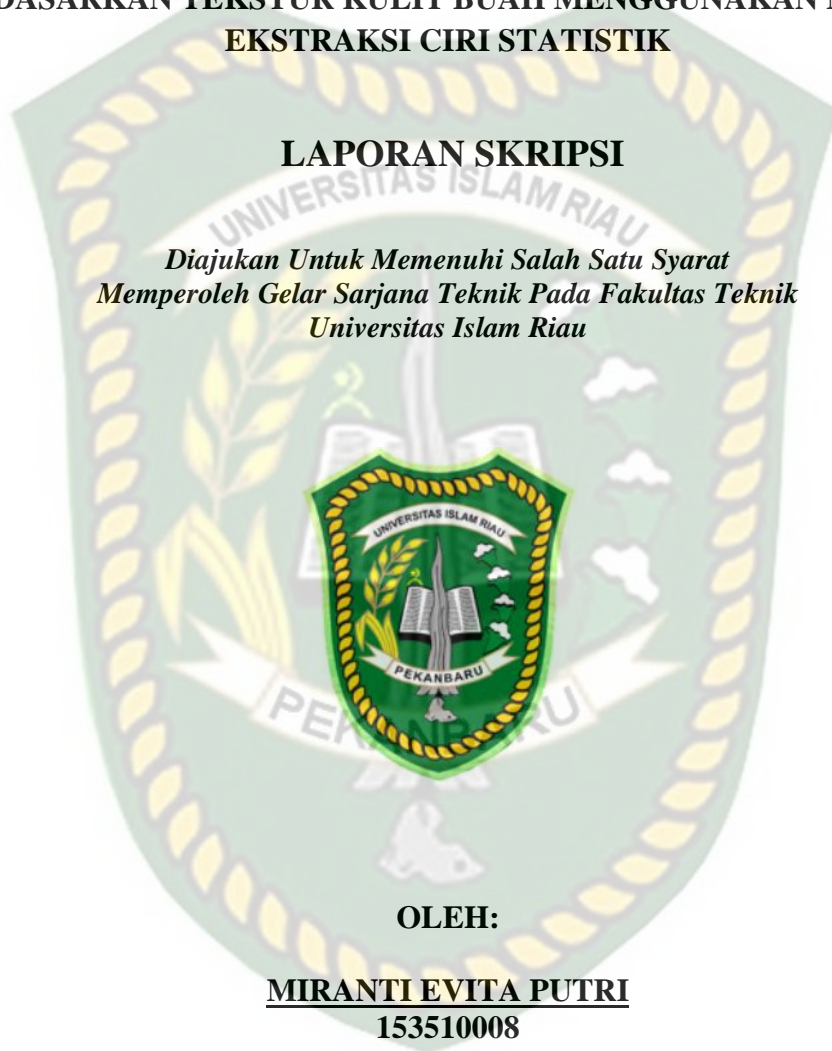 DASARKAN TEKSTUR KULIT BUAH MENGGUNAKAN
EKSTRAKSI CIRI STATISTIK
LAPORAN SKRIPSI
UNIVERSITAS ISLAM RIAU
Diajukan Untuk Memenuhi Salah Satu Syarat
Memperoleh Gelar Sarjana Teknik Pada Fakultas Teknik
Universitas Islam Riau
UNIVERSITAS ISLAM RIAU
PEKANBARU
PEKANBARU
OLEH:
MIRANTI EVITA PUTRI
153510008